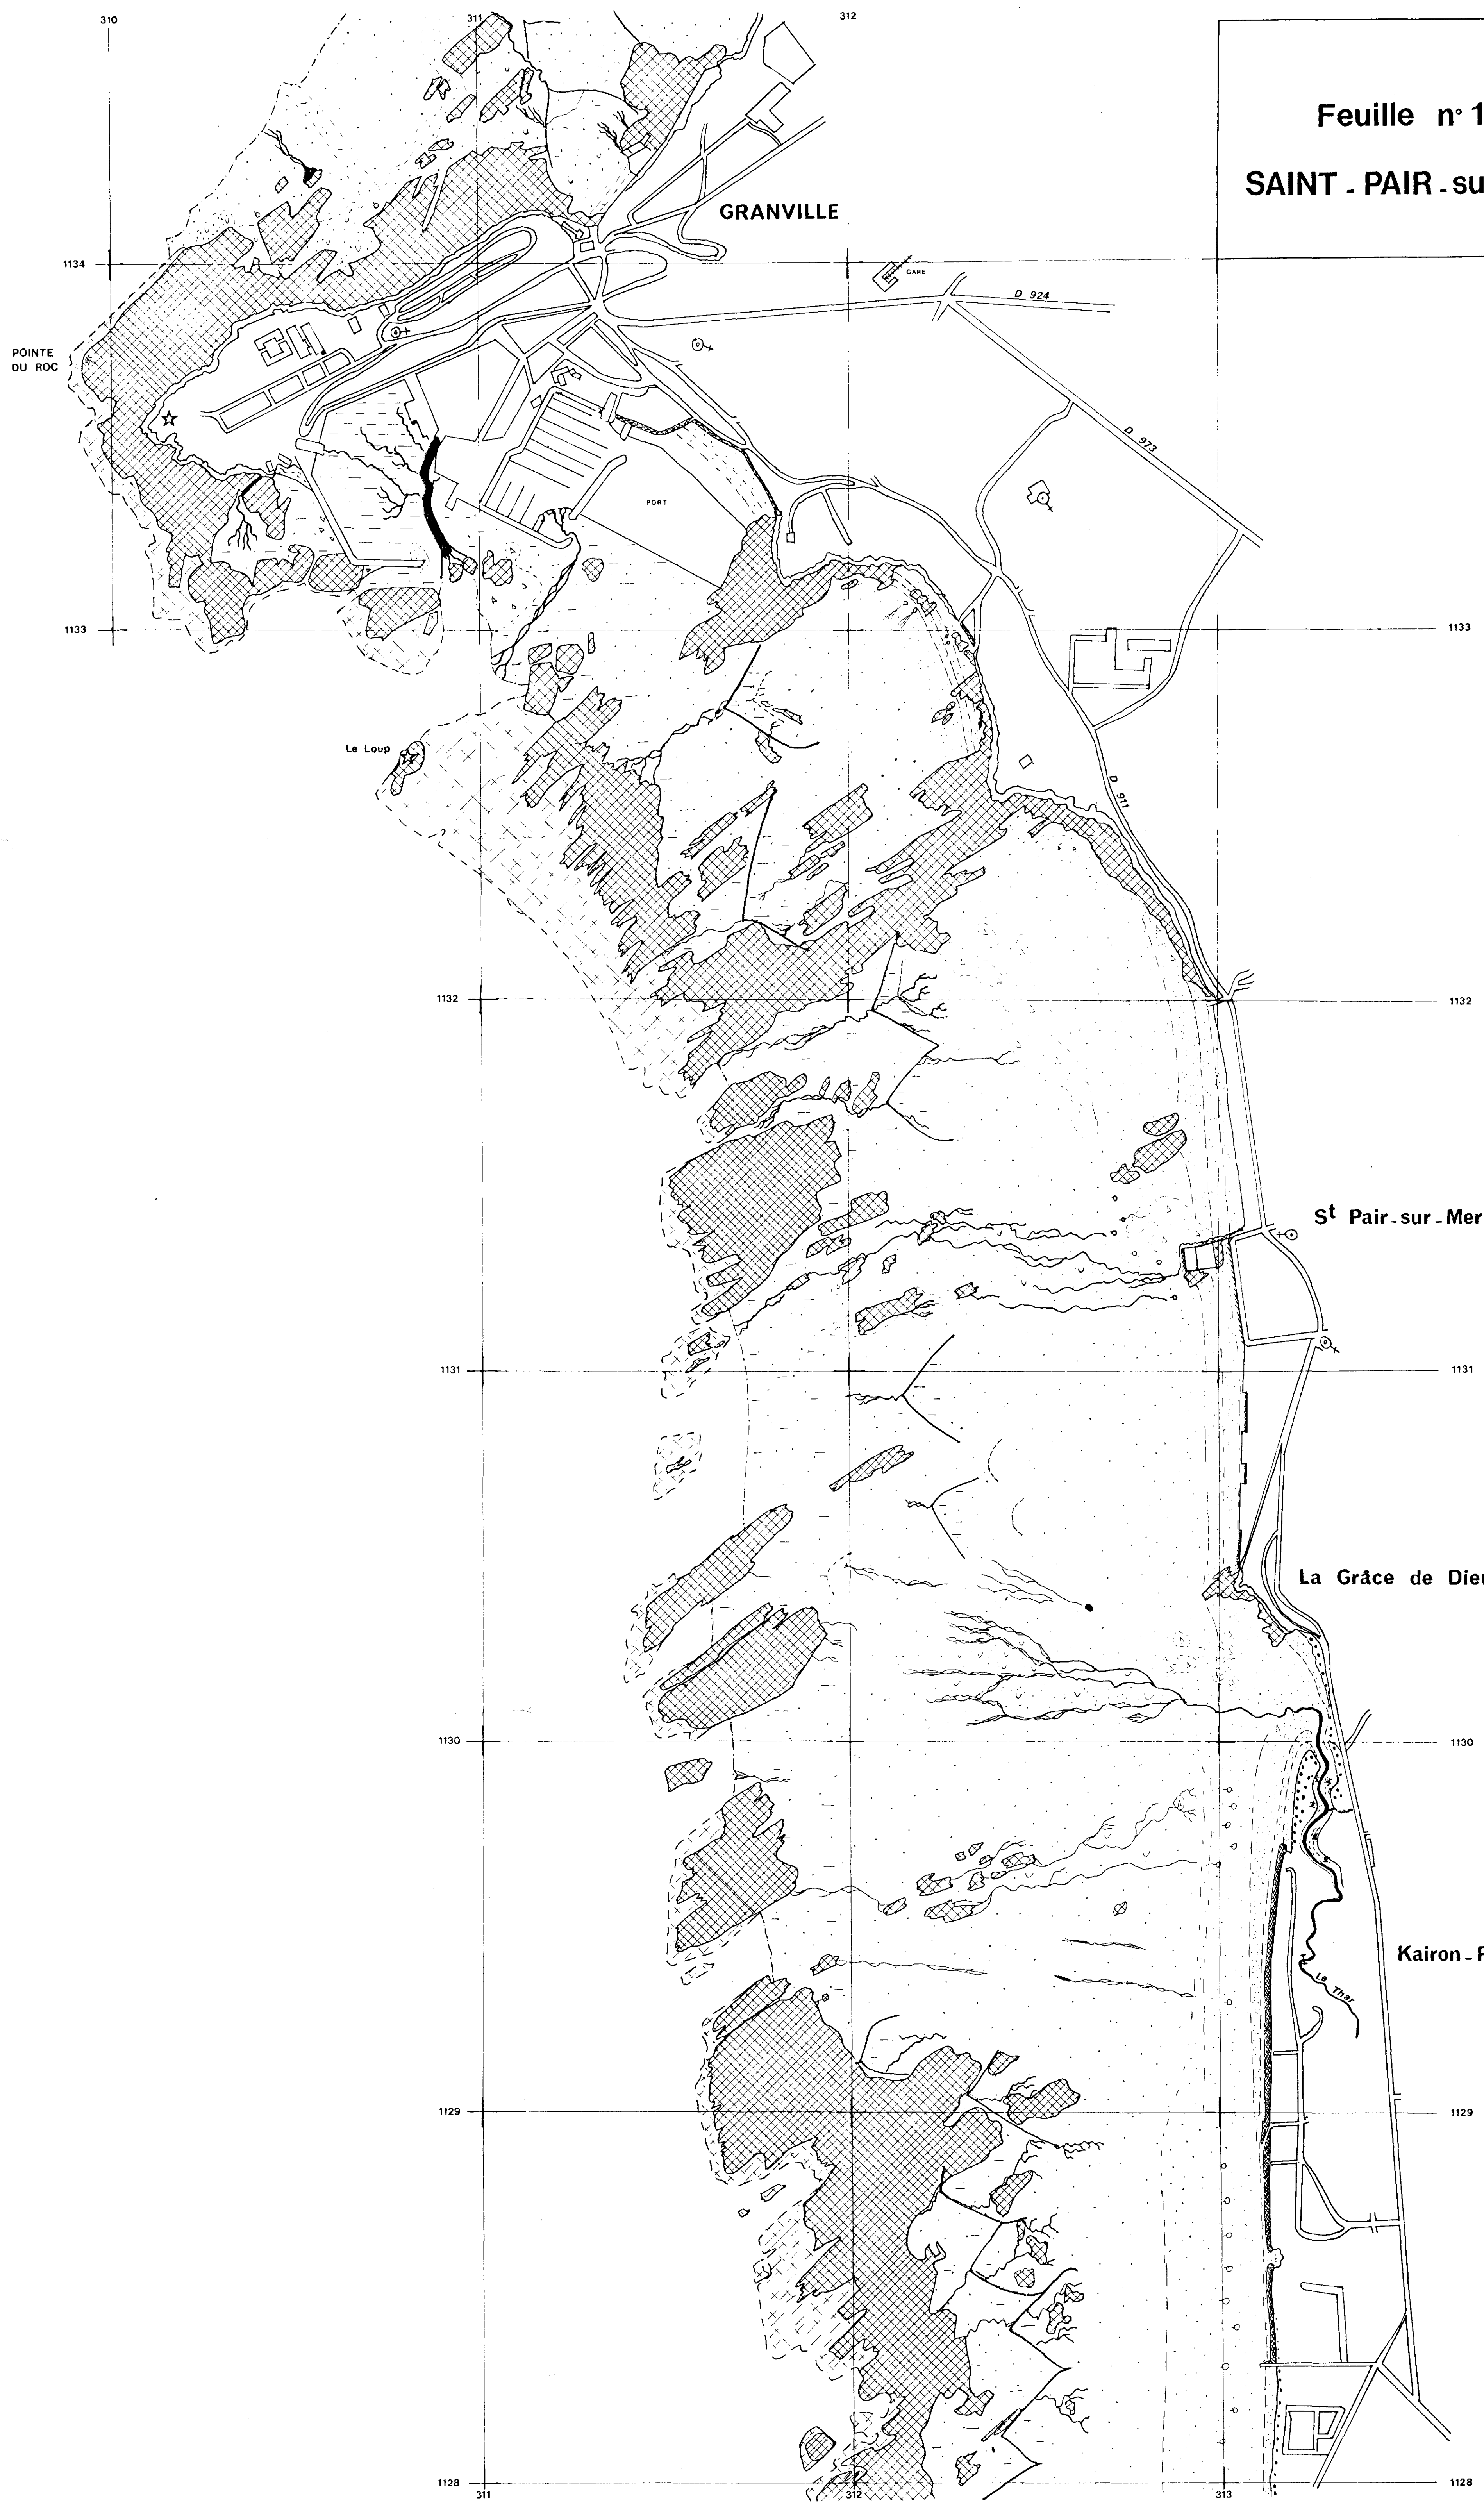 310
311
312
Feuille n° 1
SAINT - PAIR - su
GRANVILLE
1134
GARE
D 924
POINTE
DU ROC
D 973
PORT
1133
1133
Le Loup
D 911
1132
1132
St Pair-sur-Mer
1131
1131
La Grâce de Dieu
1130
1130
Kairon - P
La Thar
1129
1129
1128
1128
311
312
313